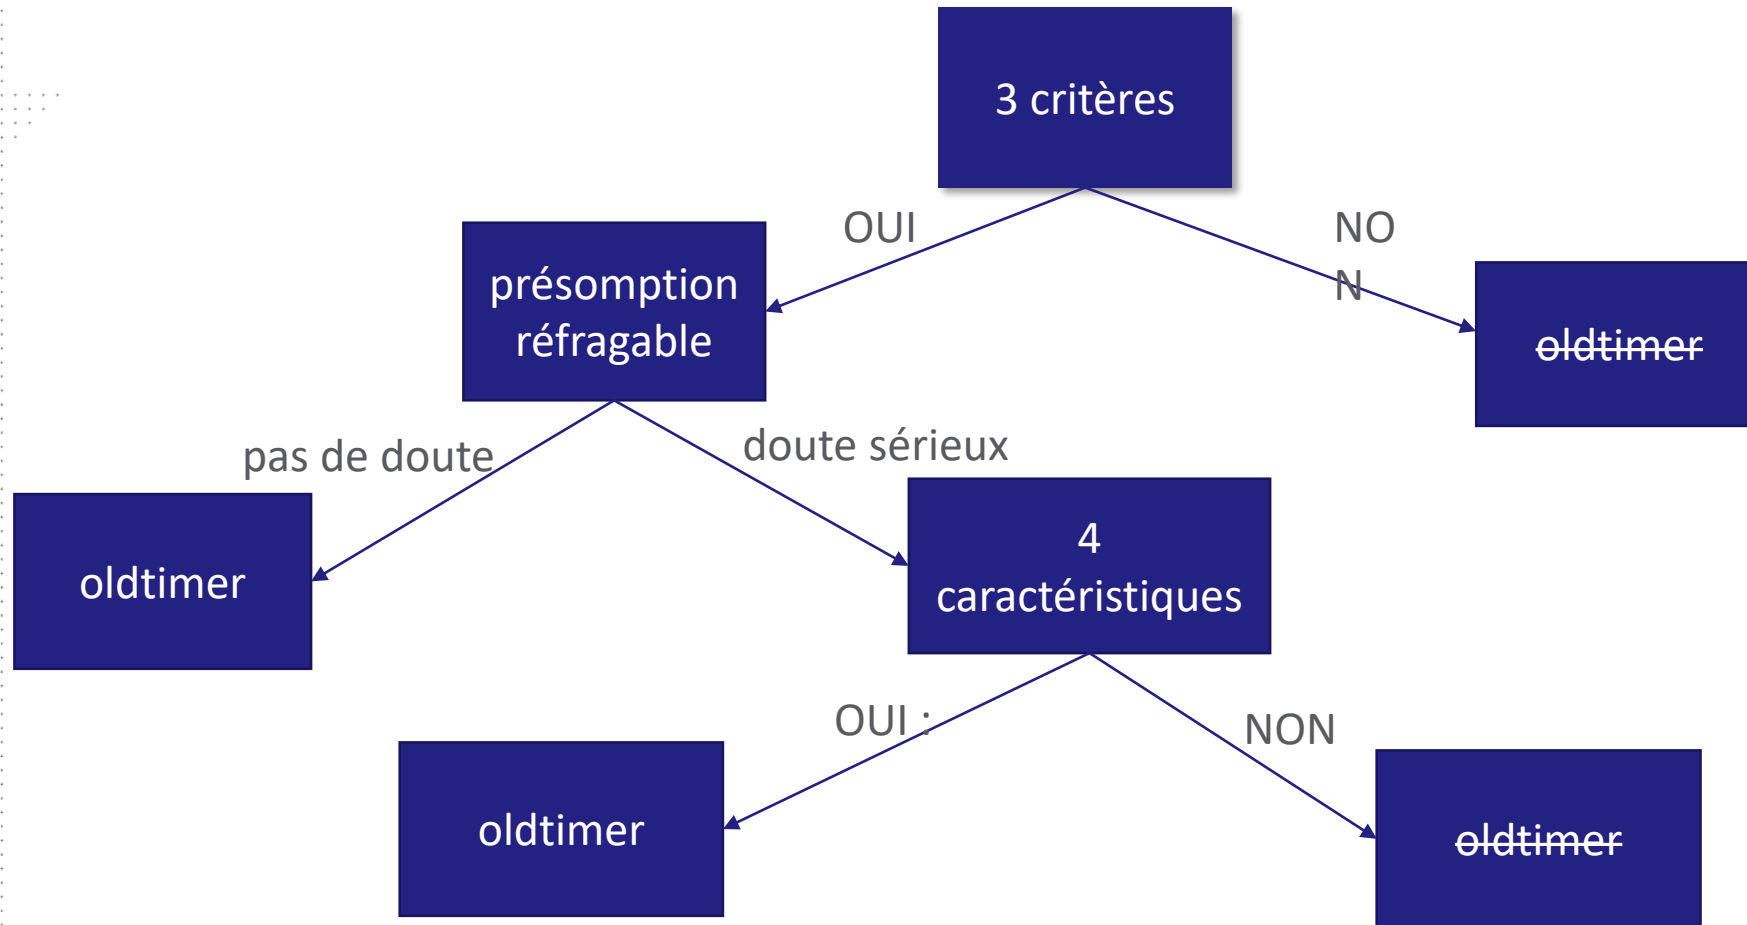 3 critères
OUI
NO
N
présomption
réfragable
oldtimer
pas de doute
doute sérieux
oldtimer
4
caractéristiques
OUI :
NON
oldtimer
oldtimer